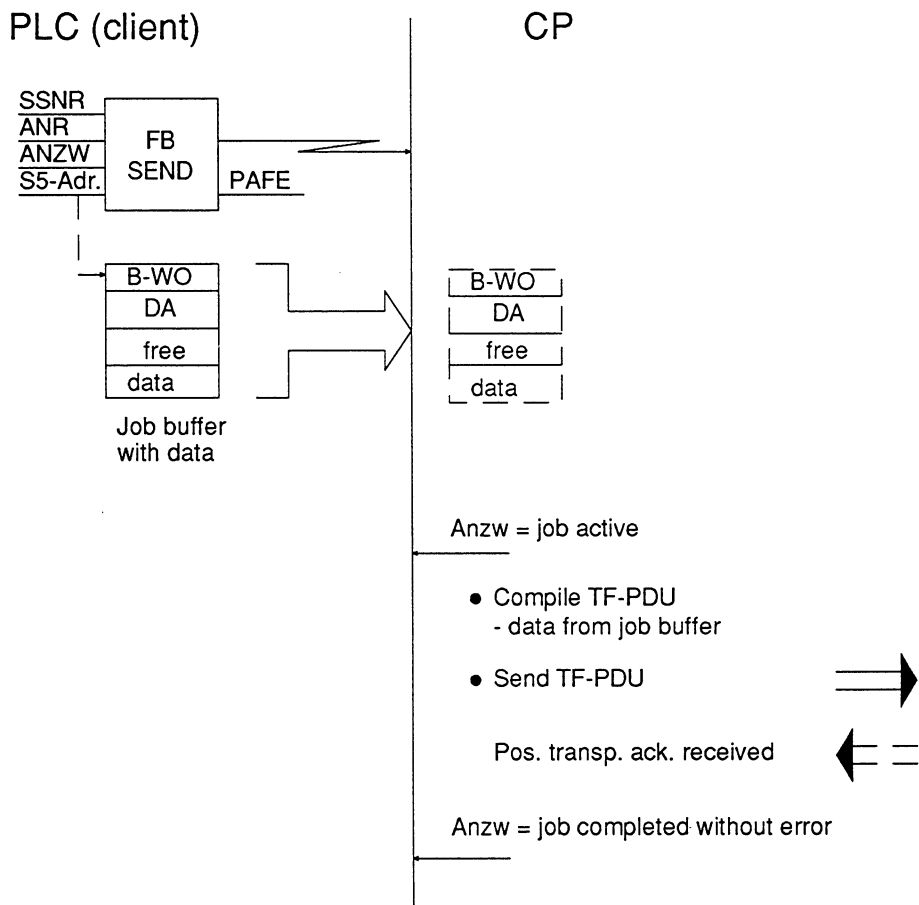 PLC (client)
CP
SSNR
ANR
ANZW
S5-Adr.
FB
SEND
PAFE
B-WO
DA
free
data
Job buffer
with data
B-WO
DA
free
data
Anzw = job active
● Compile TF-PDU
- data from job buffer
● Send TF-PDU
Pos. transp. ack. received
Anzw = job completed without error